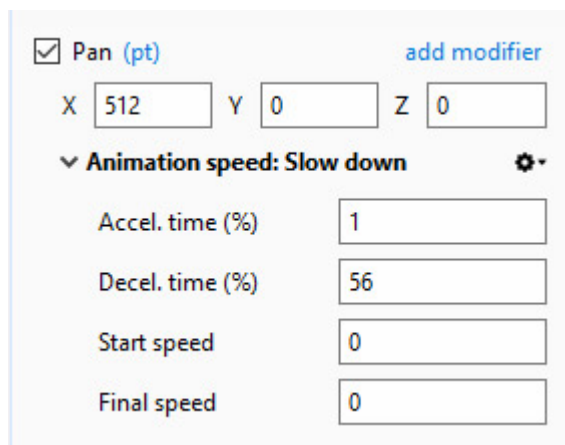 Pan (pt) add modifier
X 512 Y 0 Z 0
Animation speed: Slow down
Accel. time (%) 1
Decel. time (%) 56
Start speed 0
Final speed 0